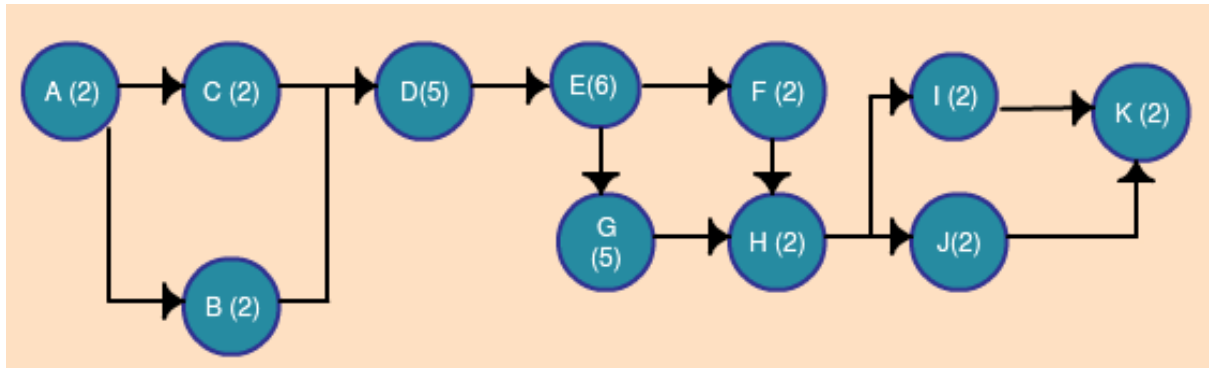 A (2)
C (2)
D(5)
E(6)
F (2)
I (2)
K (2)
G
(5)
H (2)
J(2)
B (2)